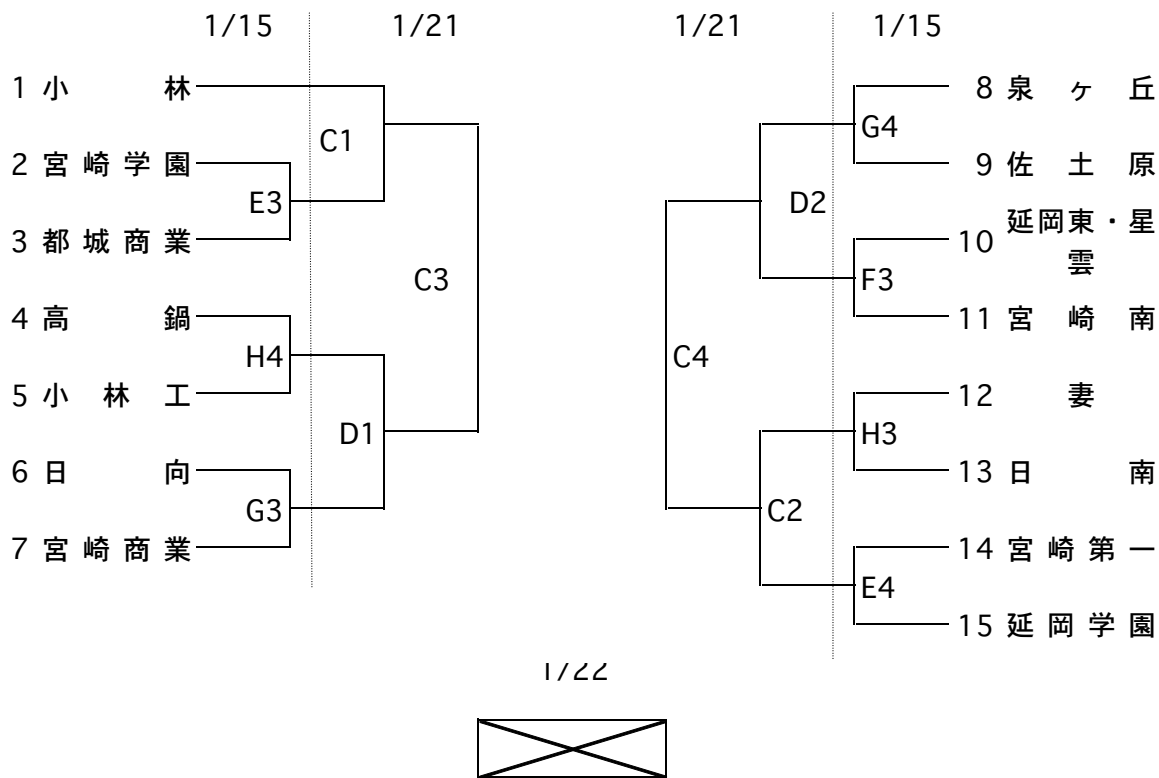 1/15 1/21 1/21 1/15
1 小林
C1
2 宮崎学園
E3
3 都城商業
C3
4 高鍋
H4
5 小林工
D1
6 日向
G3
7 宮崎商業
8 泉ヶ丘
G4
9 佐土原
D2
10 延岡東・星雲
F3
11 宮崎南
C4
12 妻
H3
13 日南
C2
14 宮崎第一
E4
15 延岡学園
1/22